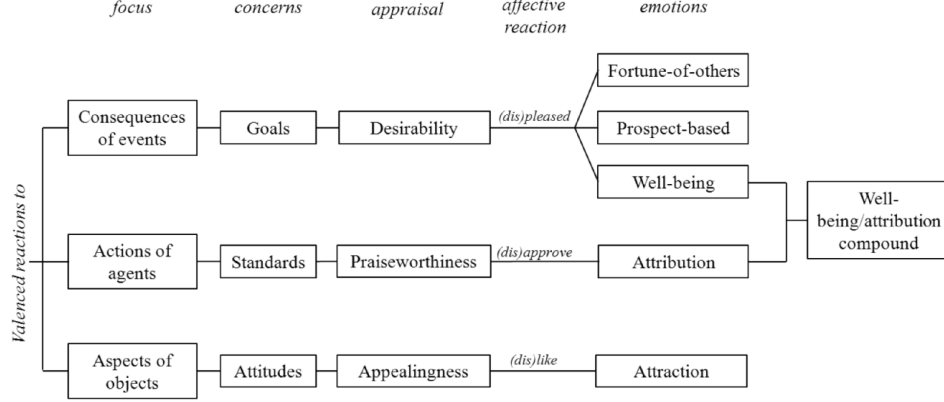 focus
concerns
appraisal
affective
reaction
emotions
Valenced reactions to
Consequences
of events
Goals
Desirability
(dis)pleased
Fortune-of-others
Prospect-based
Well-being
Well-
being/attribution
compound
Actions of
agents
Standards
Praiseworthiness
(dis)approve
Attribution
Aspects of
objects
Attitudes
Appealingness
(dis)like
Attraction